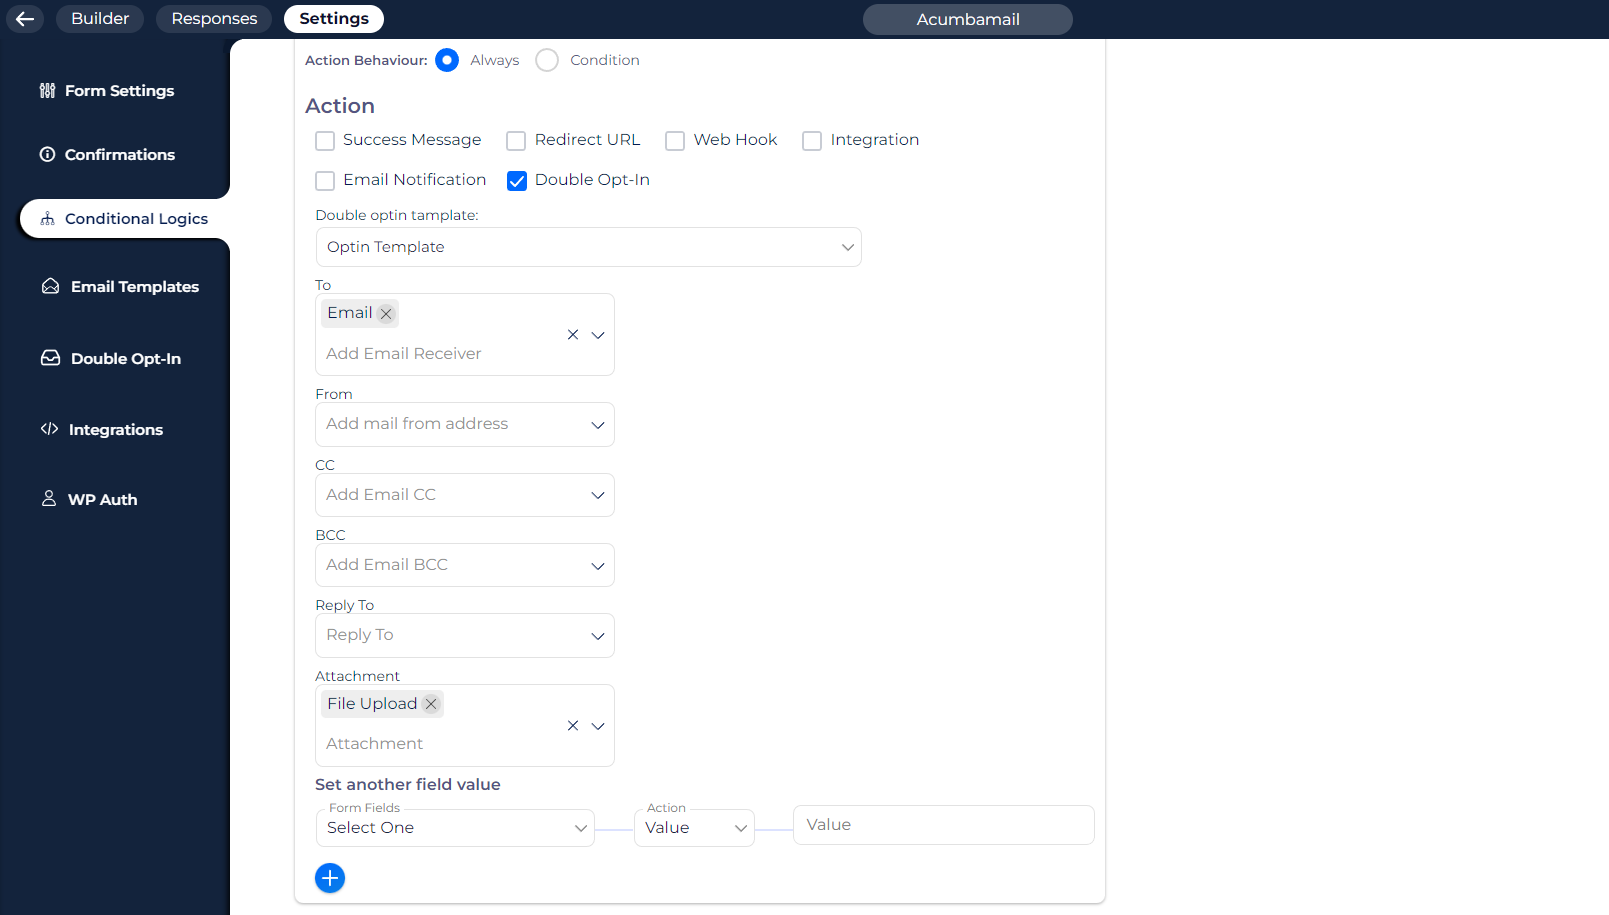 Builder Responses Settings Acumbamail
Form Settings
Confirmations
Conditional Logics
Email Templates
Double Opt-In
Integrations
WP Auth
Action Behaviour: Always Condition
Action
Success Message Redirect URL Web Hook Integration
Email Notification Double Opt-In
Double optin tamplate:
Optin Template
To
Email
Add Email Receiver
From
Add mail from address
CC
Add Email CC
BCC
Add Email BCC
Reply To
Reply To
Attachment
File Upload
Attachment
Set another field value
Form Fields Action
Select One Value Value